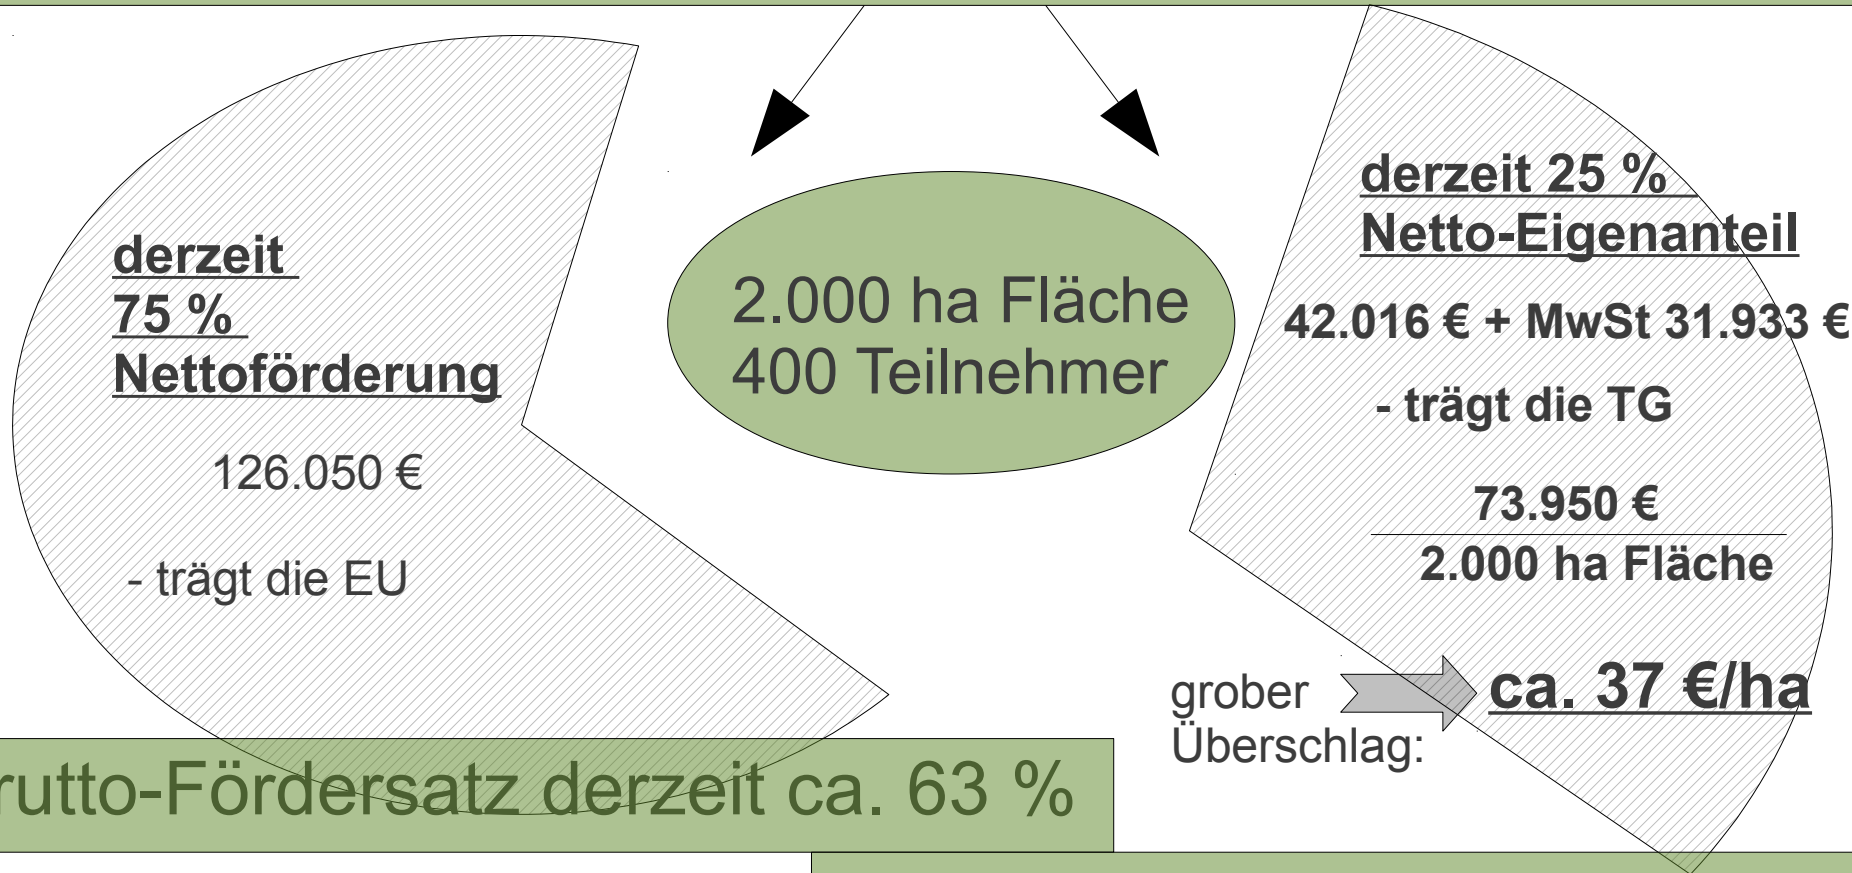 derzeit
75 %
Nettoförderung
126.050 €
- trägt die EU
2.000 ha Fläche
400 Teilnehmer
derzeit 25 %
Netto-Eigenanteil
42.016 € + MwSt 31.933 €
- trägt die TG
73.950 €
2.000 ha Fläche
grober
Überschlag:
ca. 37 €/ha
rutto-Fördersatz derzeit ca. 63 %